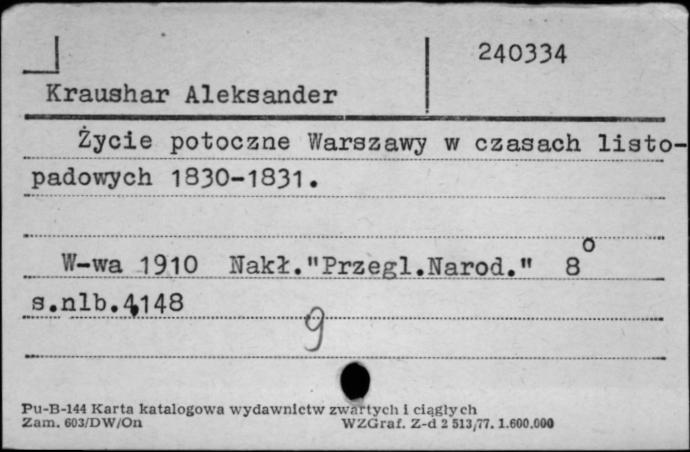 240334
Kraushar Aleksander
Życie potoczne Warszawy w czasach listo-
padowych 1830-1831.
W-wa 1910 Nakł."Przegl.Narod." 8o
s.nlb.4,148
9
Pu-B-144 Karta katalogowa wydawnictw zwartych i ciągłych
Zam. 603/DW/On WZGraf. Z-d 2 513/77. 1.600.000